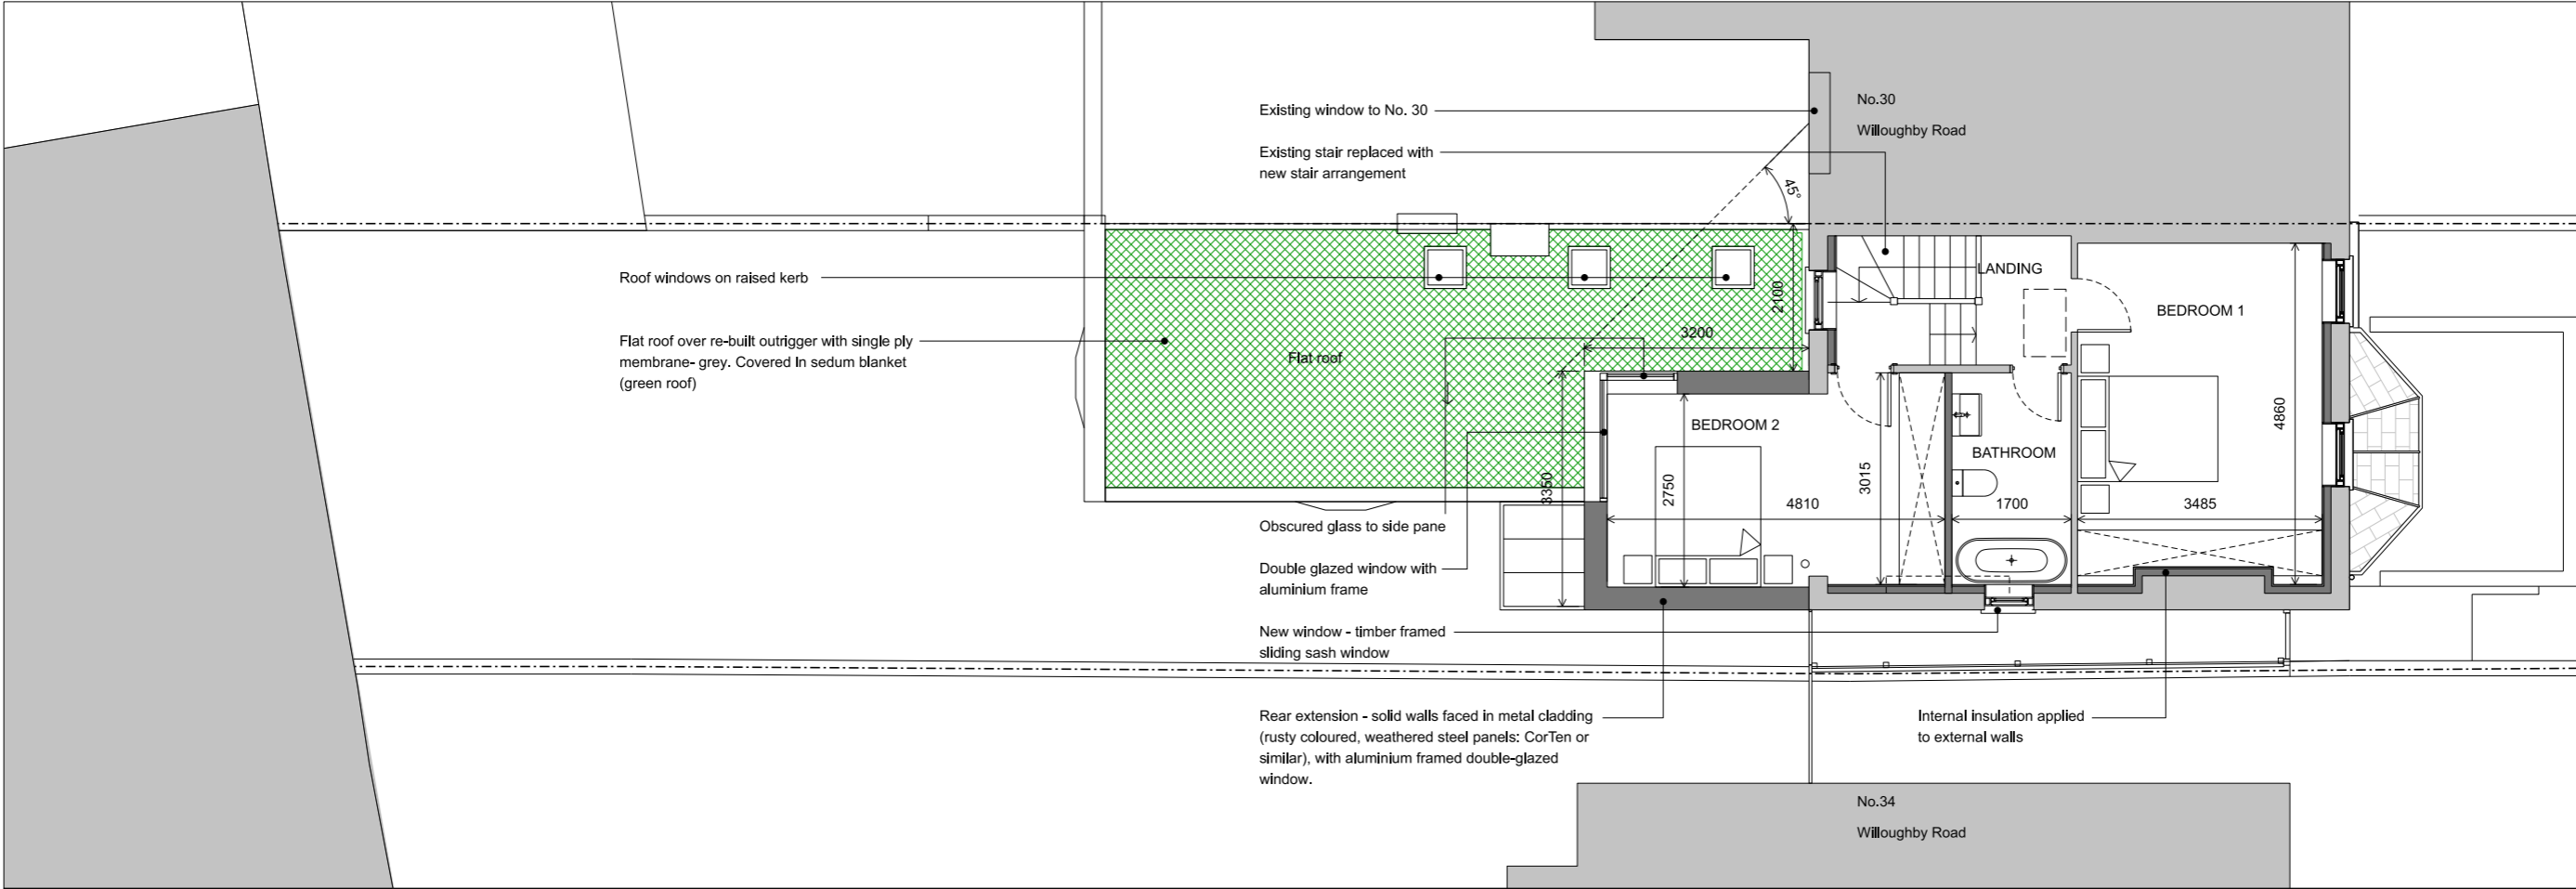 Existing window to No. 30
No.30
Willoughby Road
Existing stair replaced with
new stair arrangement
45°
Roof windows on raised kerb
LANDING
2100
BEDROOM 1
3200
Flat roof over re-built outrigger with single ply
membrane- grey. Covered In sedum blanket
(green roof)
Flat roof
BEDROOM 2
4860
BATHROOM
3350
2750
3015
4810
1700
3485
Obscured glass to side pane
Double glazed window with
aluminium frame
New window - timber framed
sliding sash window
Rear extension - solid walls faced in metal cladding
(rusty coloured, weathered steel panels: CorTen or
similar), with aluminium framed double-glazed
window.
Internal insulation applied
to external walls
No.34
Willoughby Road